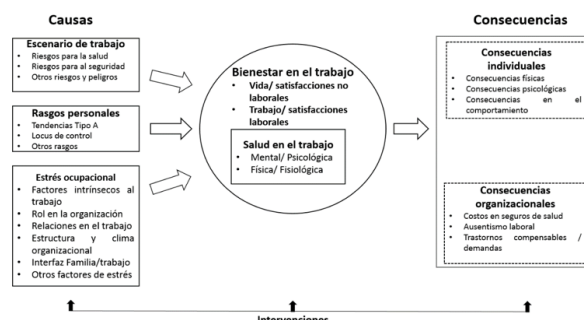 Causas
Escenario de trabajo
• Riesgos para la salud
• Riesgos para al seguridad
• Otros riesgos y peligros
Rasgos personales
• Tendencias Tipo A
• Locus de control
• Otros rasgos
Estrés ocupacional
• Factores intrínsecos al
trabajo
• Rol en la organización
• Relaciones en el trabajo
• Estructura y clima
organizacional
• Interfaz Familia/trabajo
• Otros factores de estrés
Bienestar en el trabajo
• Vida/ satisfacciones no
laborales
• Trabajo/ satisfacciones
laborales
Salud en el trabajo
• Mental/ Psicológica
• Física/ Fisiológica
Consecuencias
Consecuencias
individuales
• Consecuencias físicas
• Consecuencias psicológicas
• Consecuencias en el
comportamiento
Consecuencias
organizacionales
• Costos en seguros de salud
• Ausentismo laboral
• Trastornos compensables /
demandas
Intervenciones